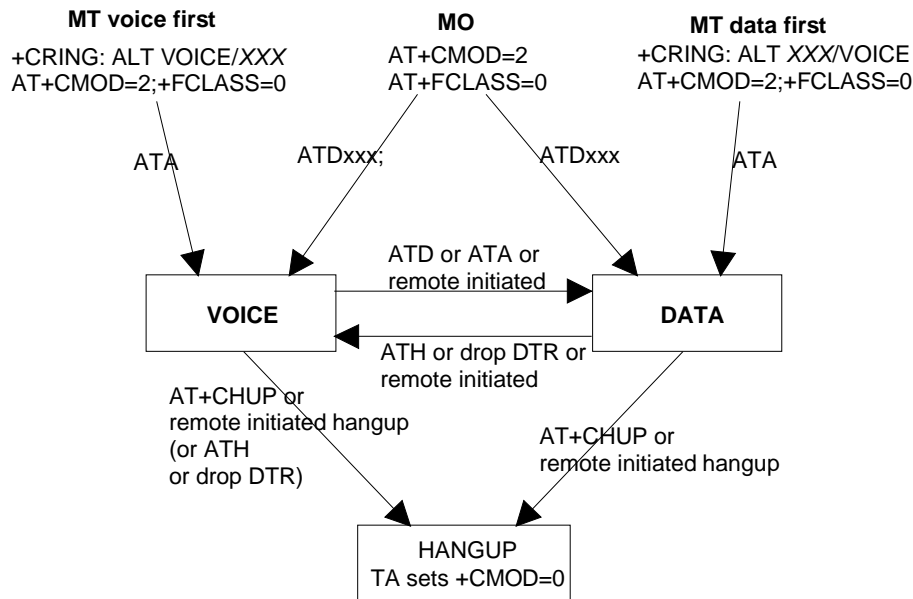 MT voice first
+CRING: ALT VOICE/XXX
AT+CMOD=2;+FCLASS=0
MO
AT+CMOD=2
AT+FCLASS=0
MT data first
+CRING: ALT XXX/VOICE
AT+CMOD=2;+FCLASS=0
ATA
ATDxxx;
ATDxxx
ATA
ATD or ATA or
remote initiated
VOICE
DATA
ATH or drop DTR or
remote initiated
AT+CHUP or
remote initiated hangup
(or ATH
or drop DTR)
AT+CHUP or
remote initiated hangup
HANGUP
TA sets +CMOD=0